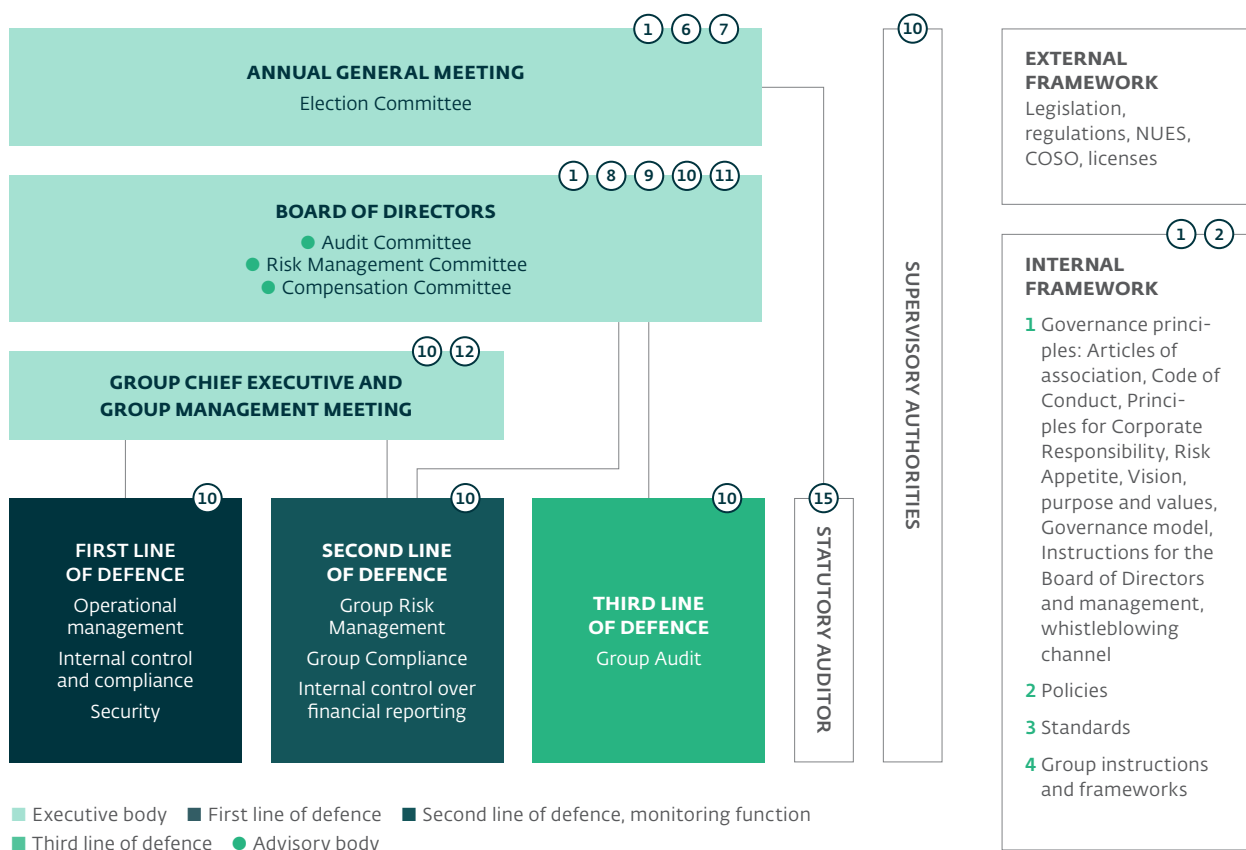 1 6 7
ANNUAL GENERAL MEETING
Election Committee
1 8 9 10 11
BOARD OF DIRECTORS
Audit Committee
Risk Management Committee
Compensation Committee
10 12
GROUP CHIEF EXECUTIVE AND
GROUP MANAGEMENT MEETING
10
FIRST LINE
OF DEFENCE
Operational
management
Internal control
and compliance
Security
10
SECOND LINE
OF DEFENCE
Group Risk
Management
Group Compliance
Internal control over
financial reporting
10
THIRD LINE
OF DEFENCE
Group Audit
15
STATUTORY AUDITOR
10
SUPERVISORY AUTHORITIES
EXTERNAL
FRAMEWORK
Legislation,
regulations, NUES,
COSO, licenses
1 2
INTERNAL
FRAMEWORK
1 Governance princi-
ples: Articles of
association, Code of
Conduct, Princi-
ples for Corporate
Responsibility, Risk
Appetite, Vision,
purpose and values,
Governance model,
Instructions for the
Board of Directors
and management,
whistleblowing
channel
2 Policies
3 Standards
4 Group instructions
and frameworks
Executive body First line of defence Second line of defence, monitoring function
Third line of defence Advisory body